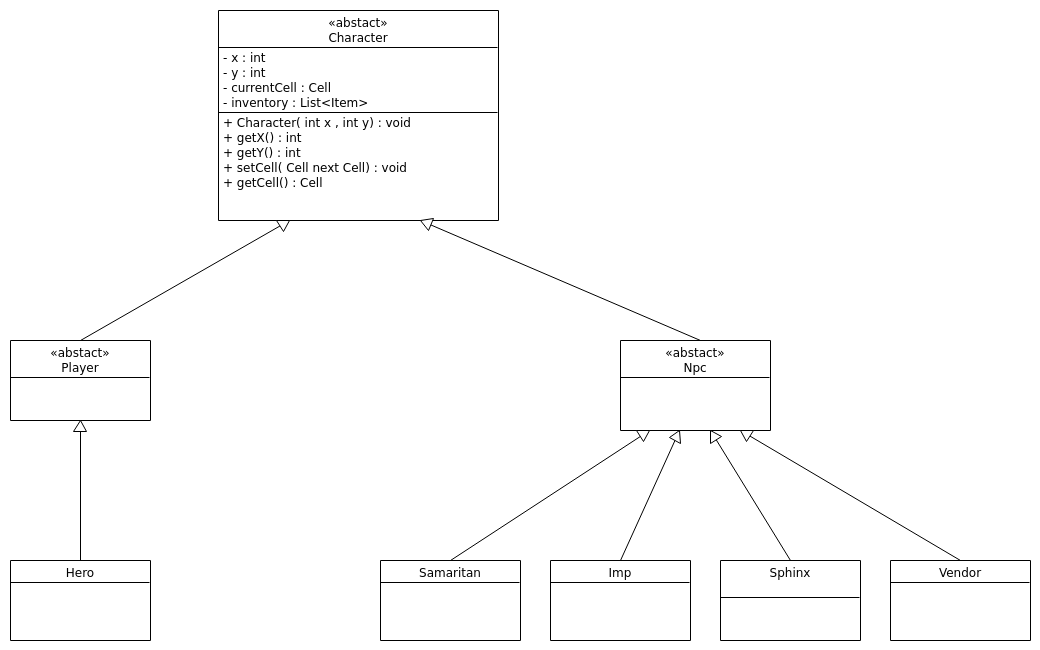 «abstact»
Character
- x : int
- y : int
- currentCell : Cell
- inventory : List<Item>
+ Character( int x , int y) : void
+ getX() : int
+ getY() : int
+ setCell( Cell next Cell) : void
+ getCell() : Cell
«abstact»
Player
«abstact»
Npc
Hero
Samaritan
Imp
Sphinx
Vendor